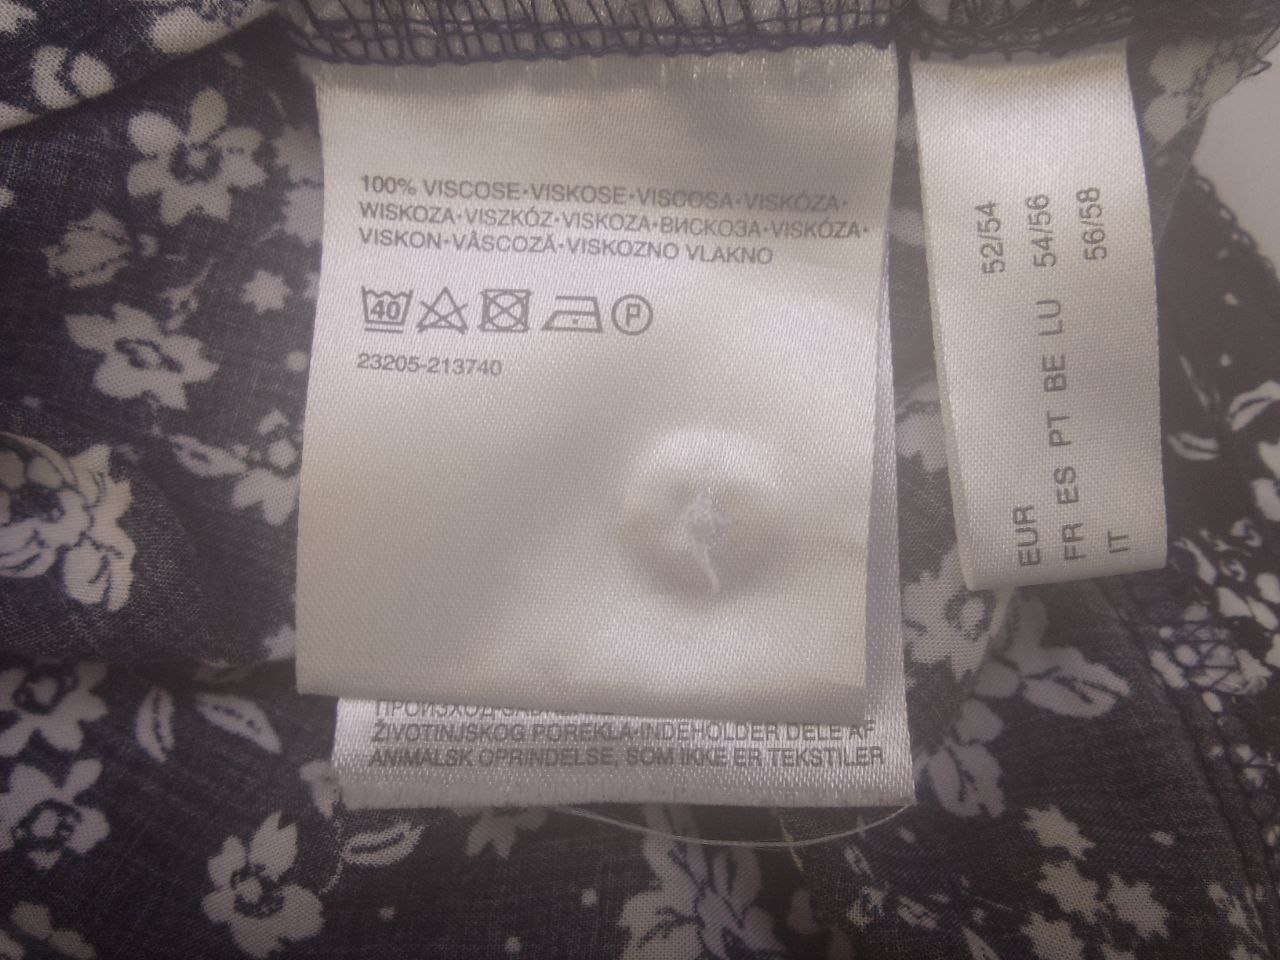 100% VISCOSE·VISKOSE·VISCOSA·VISKÓZA·
WISKOZA·VISZKÓZ·VISKOZA·ВИСКОЗА·VISKÓZA·
VISKON·VÂSCOZĂ·VISKOZNO VLAKNO
40
P
23205-213740
ŽIVOTINJSKOG POREKLA·INDEHOLDER DELE AF
ANIMALSK OPRINDELSE, SOM IKKE ER TEKSTILER
EUR 52/54
FR ES PT BE LU 54/56
IT 56/58